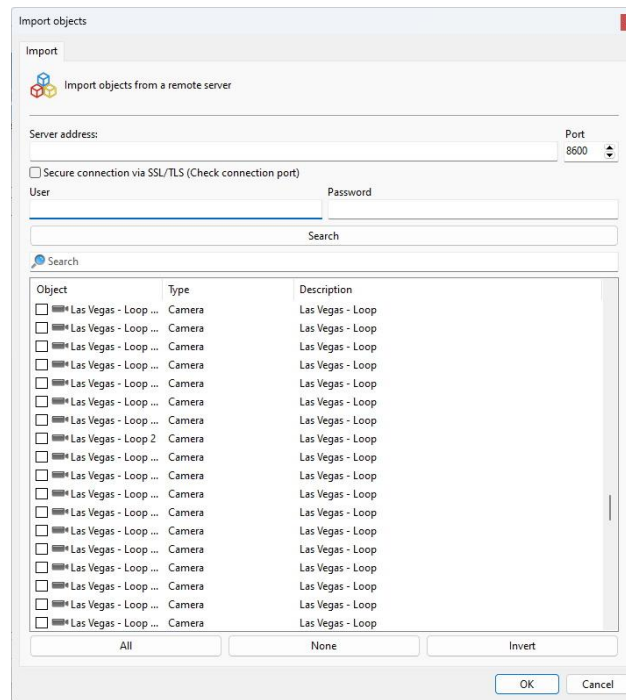 Import objects
Import
Import objects from a remote server
Server address:
Port
8600
Secure connection via SSL/TLS (Check connection port)
User
Password
Search
Search
Object Type Description
Las Vegas - Loop ... Camera Las Vegas - Loop
Las Vegas - Loop ... Camera Las Vegas - Loop
Las Vegas - Loop ... Camera Las Vegas - Loop
Las Vegas - Loop ... Camera Las Vegas - Loop
Las Vegas - Loop ... Camera Las Vegas - Loop
Las Vegas - Loop ... Camera Las Vegas - Loop
Las Vegas - Loop ... Camera Las Vegas - Loop
Las Vegas - Loop 2 Camera Las Vegas - Loop
Las Vegas - Loop ... Camera Las Vegas - Loop
Las Vegas - Loop ... Camera Las Vegas - Loop
Las Vegas - Loop ... Camera Las Vegas - Loop
Las Vegas - Loop ... Camera Las Vegas - Loop
Las Vegas - Loop ... Camera Las Vegas - Loop
Las Vegas - Loop ... Camera Las Vegas - Loop
Las Vegas - Loop ... Camera Las Vegas - Loop
Las Vegas - Loop ... Camera Las Vegas - Loop
Las Vegas - Loop ... Camera Las Vegas - Loop
Las Vegas - Loop ... Camera Las Vegas - Loop
All None Invert
OK Cancel